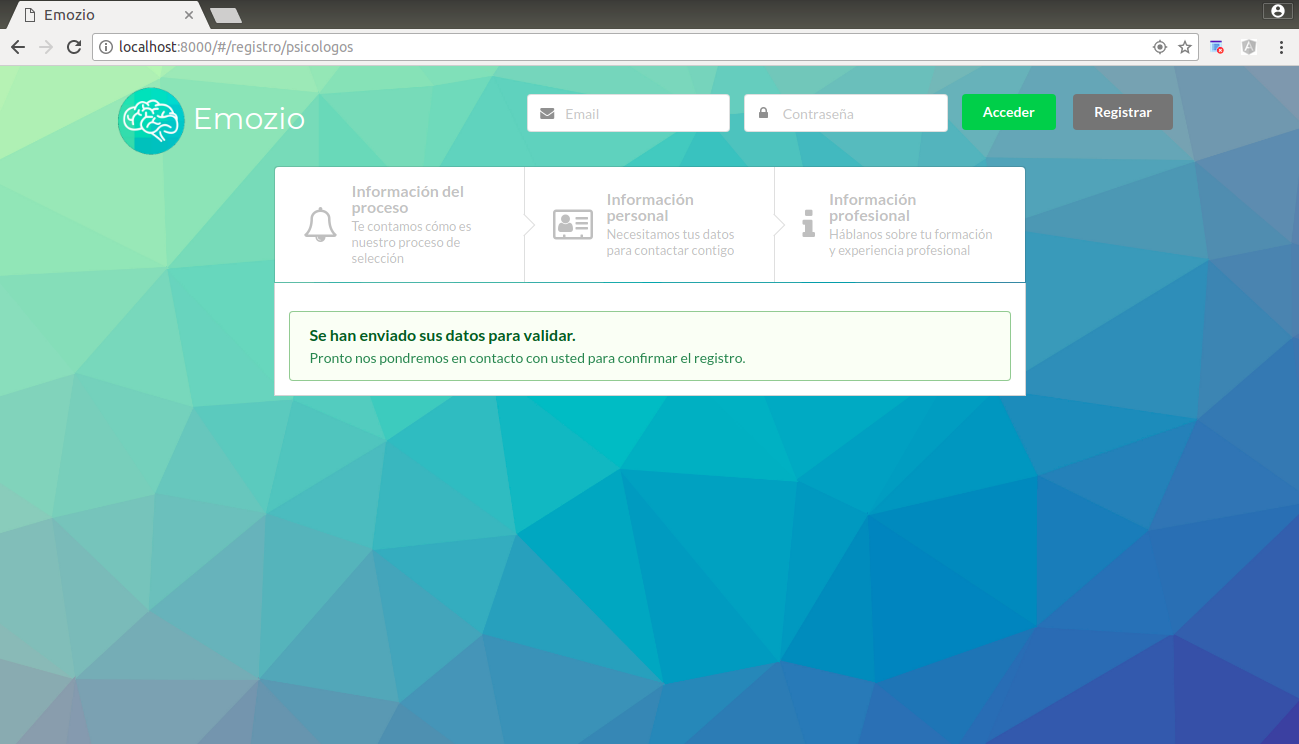 Emozio
localhost:8000/#/registro/psicologos
Emozio
Email
Contraseña
Acceder
Registrar
Información del
proceso
Te contamos cómo es
nuestro proceso de
selección
Información
personal
Necesitamos tus datos
para contactar contigo
Información
profesional
Háblanos sobre tu formación
y experiencia profesional
Se han enviado sus datos para validar.
Pronto nos pondremos en contacto con usted para confirmar el registro.